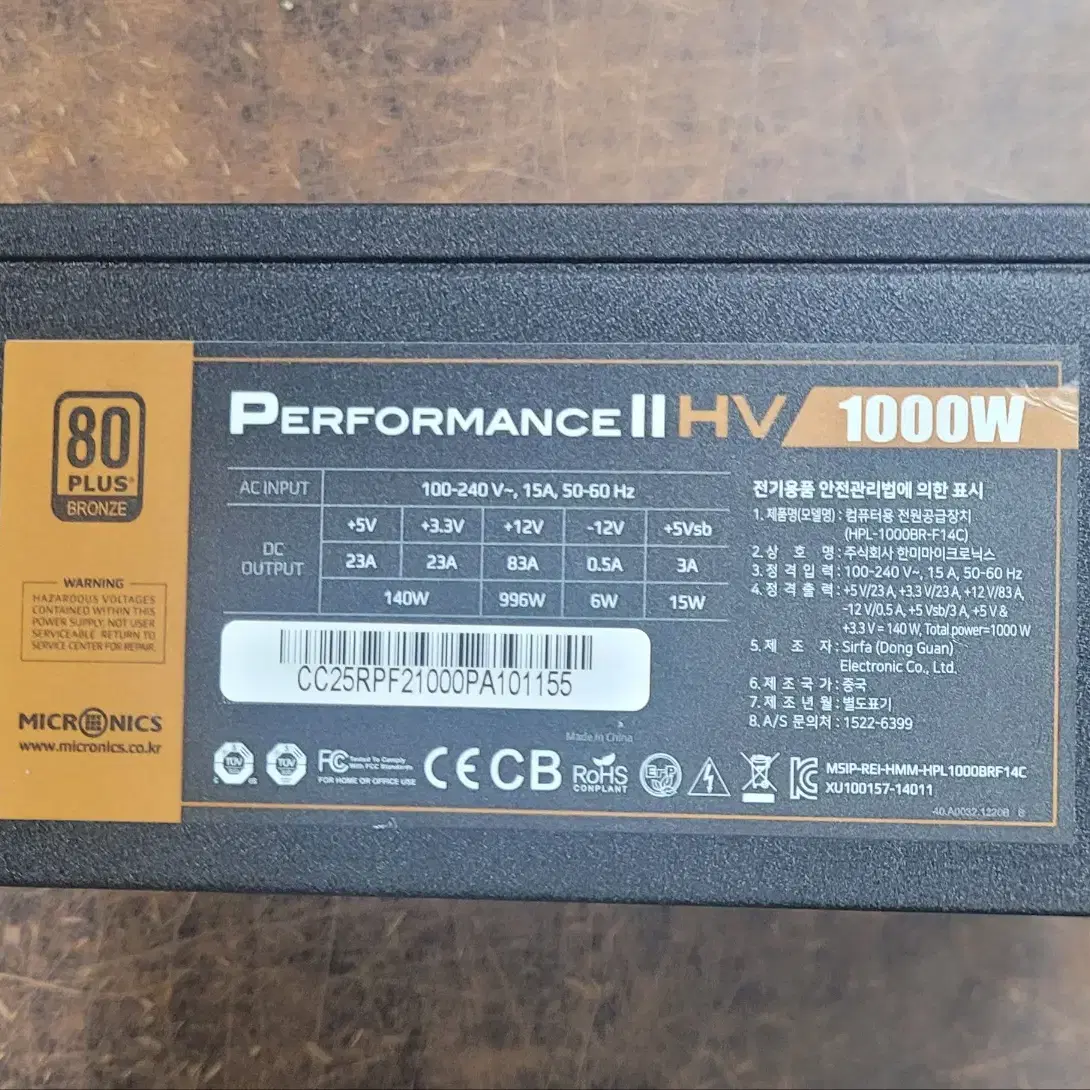 80
PLUS®
BRONZE
WARNING
HAZARDOUS VOLTAGES
CONTAINED WITHIN THIS
POWER SUPPLY, NOT USER
SERVICEABLE. RETURN TO
SERVICE CENTER FOR REPAIR.
MICRONICS
www.micronics.co.kr
PERFORMANCE II HV 1000W
AC INPUT 100-240 V~, 15A, 50-60 Hz
DC OUTPUT +5V +3.3V +12V -12V +5Vsb
23A 23A 83A 0.5A 3A
140W 996W 6W 15W
CC25RPF21000PA101155
Made in China
전기용품 안전관리법에 의한 표시
1. 제품명(모델명) : 컴퓨터용 전원공급장치
(HPL-1000BR-F14C)
2. 상 호 명 : 주식회사 한미마이크로닉스
3. 정 격 입 력 : 100-240 V~, 15 A, 50-60 Hz
4. 정 격 출 력 : +5 V/23 A, +3.3 V/23 A, +12 V/83 A,
-12 V/0.5 A, +5 Vsb/3 A, +5 V &
+3.3 V = 140 W, Total power=1000 W
5. 제 조 자 : Sirfa (Dong Guan)
Electronic Co., Ltd.
6. 제 조 국 가 : 중국
7. 제 조 년 월 : 별도표기
8. A/S 문의처 : 1522-6399
TÜV
TÜV
FC Tested To Comply
With FCC Standards
FOR HOME OR OFFICE USE
CE CB
RoHS
COMPLIANT
ErP
MSIP-REI-HMM-HPL1000BRF14C
XU100157-14011